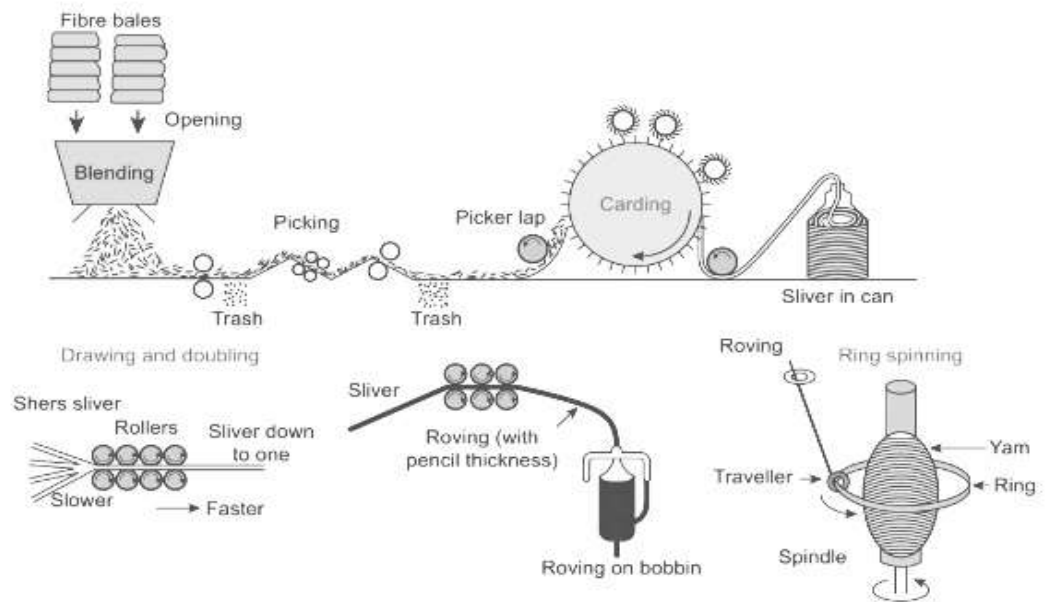 Fibre bales
Opening
Blending
Picking
Picker lap
Carding
Trash
Trash
Sliver in can
Drawing and doubling
Shers sliver
Rollers
Sliver down
to one
Slower
Faster
Sliver
Roving (with
pencil thickness)
Roving on bobbin
Roving
Ring spinning
Yarn
Traveller
Ring
Spindle